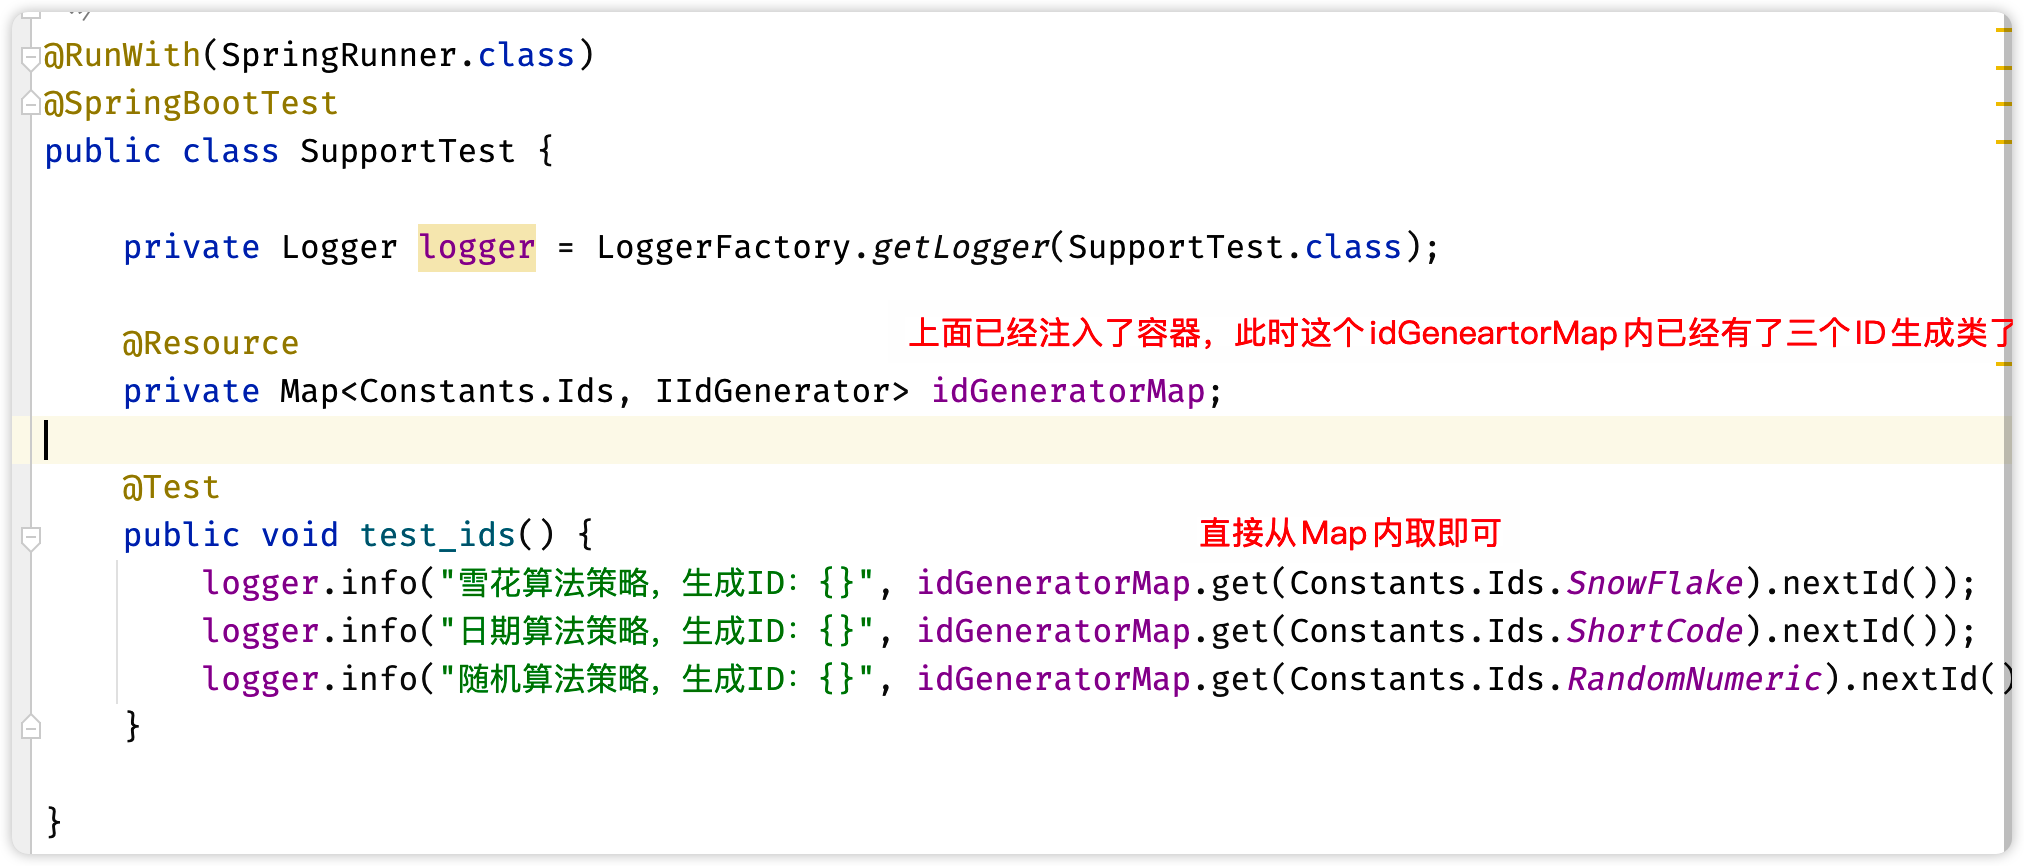 @RunWith(SpringRunner.class)
@SpringBootTest
public class SupportTest {
private Logger logger = LoggerFactory.getLogger(SupportTest.class);
上面已经注入了容器，此时这个idGeneartorMap内已经有了三个ID生成类了
@Resource
private Map<Constants.Ids, IIdGenerator> idGeneratorMap;
@Test
直接从Map内取即可
public void test_ids() {
logger.info("雪花算法策略，生成ID：{}", idGeneratorMap.get(Constants.Ids.SnowFlake).nextId());
logger.info("日期算法策略，生成ID：{}", idGeneratorMap.get(Constants.Ids.ShortCode).nextId());
logger.info("随机算法策略，生成ID：{}", idGeneratorMap.get(Constants.Ids.RandomNumeric).nextId()
}
}